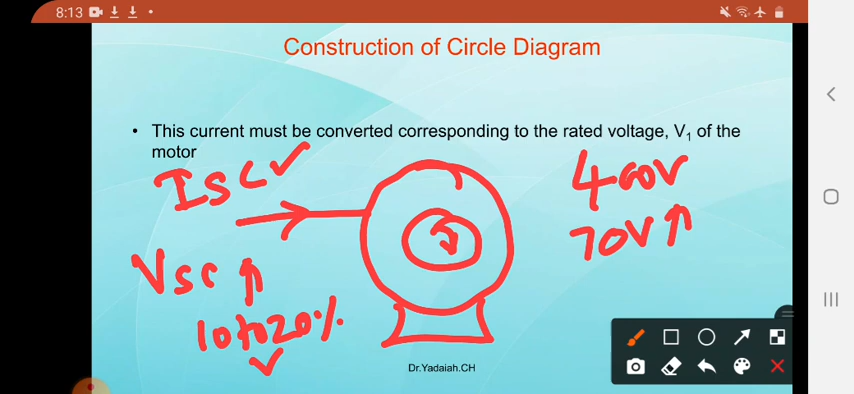 8:13
Construction of Circle Diagram
• This current must be converted corresponding to the rated voltage, V₁ of the
motor
ISC✓
400V
70V↑
VSC↑
10 to 20%
✓
Dr.Yadaiah.CH